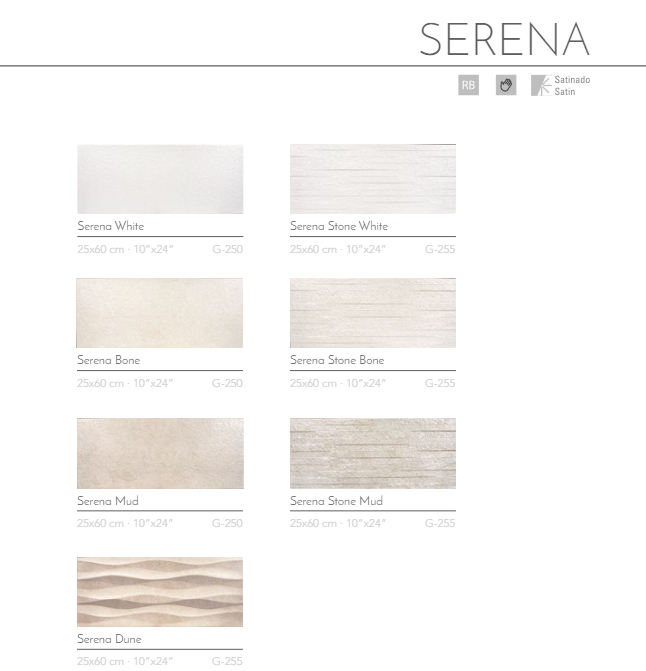 SERENA
RB
Satinado
Satin
Serena White
25x60 cm · 10”x24” G-250
Serena Stone White
25x60 cm · 10”x24” G-255
Serena Bone
25x60 cm · 10”x24” G-250
Serena Stone Bone
25x60 cm · 10”x24” G-255
Serena Mud
25x60 cm · 10”x24” G-250
Serena Stone Mud
25x60 cm · 10”x24” G-255
Serena Dune
25x60 cm · 10”x24” G-255